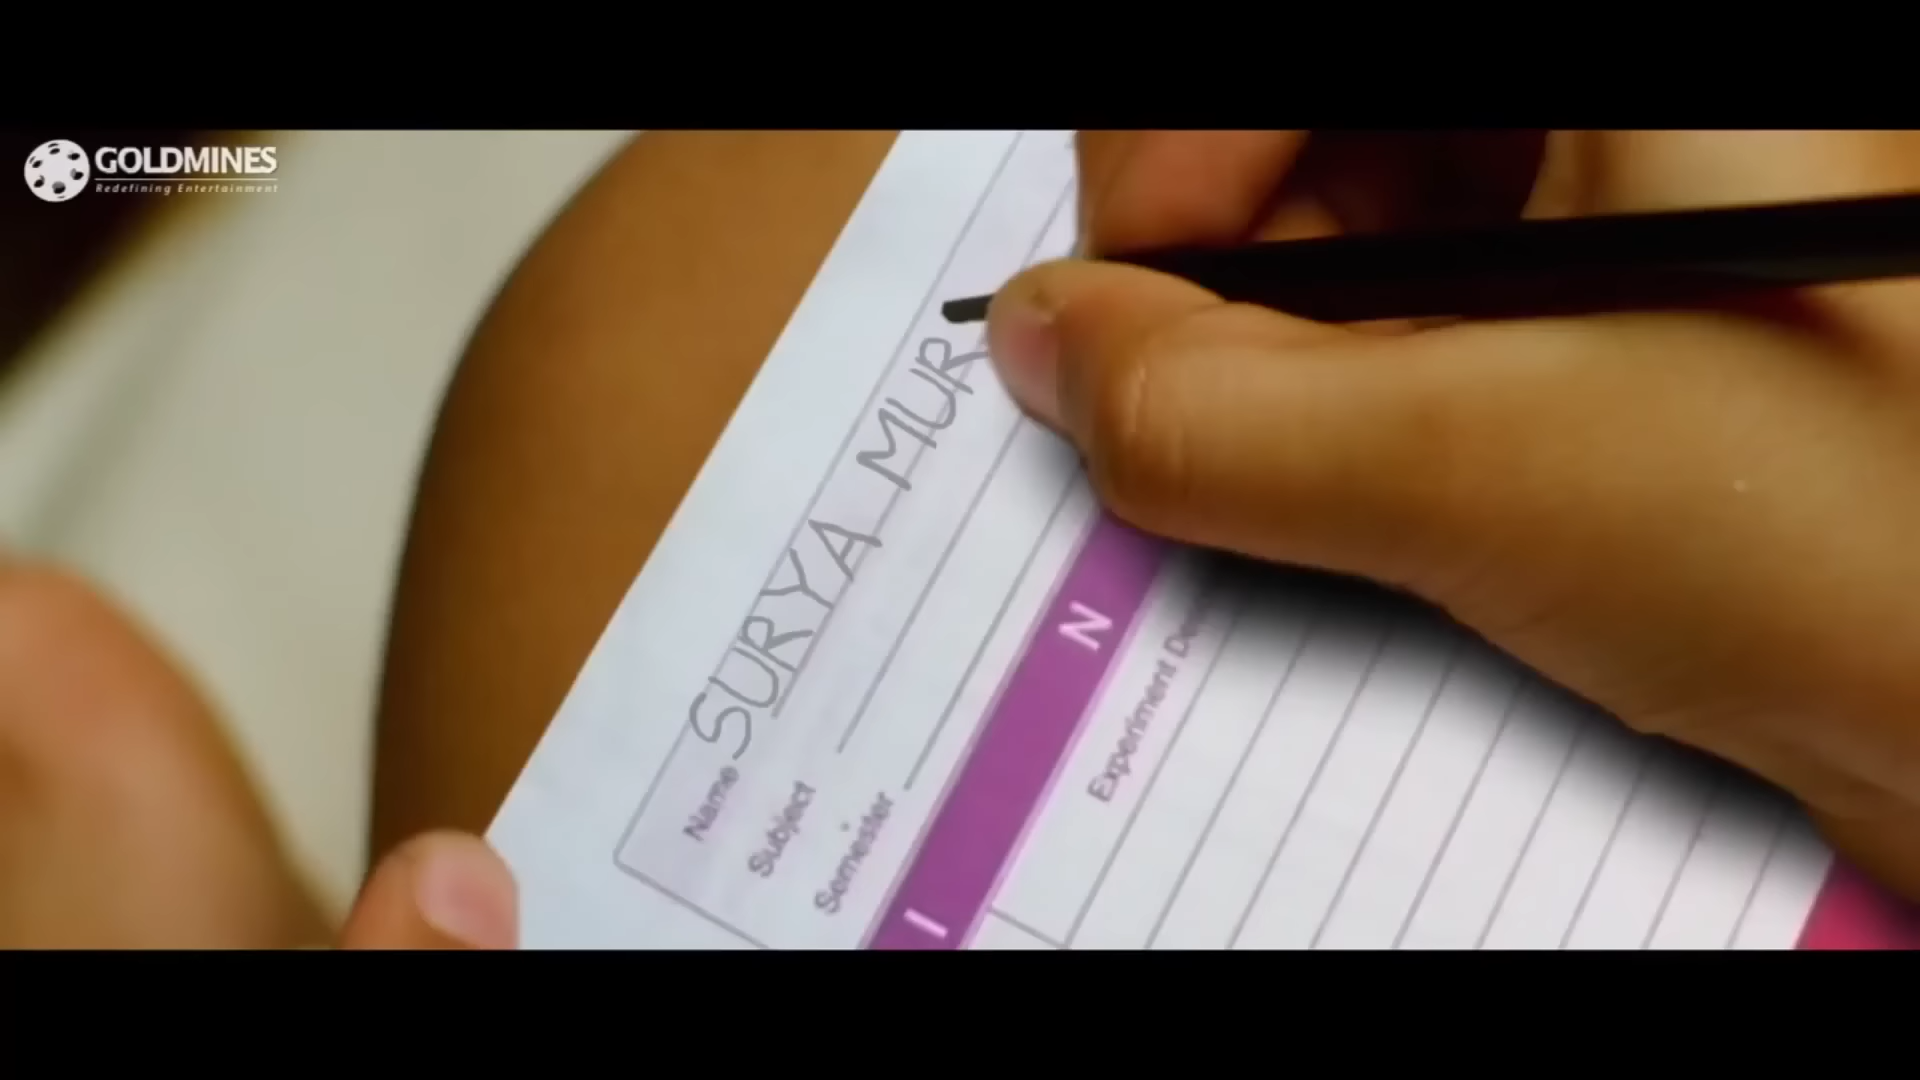 GOLDMINES
Redefining Entertainment
Name SURYA MUR
Subject
Semester
I N
Experiment